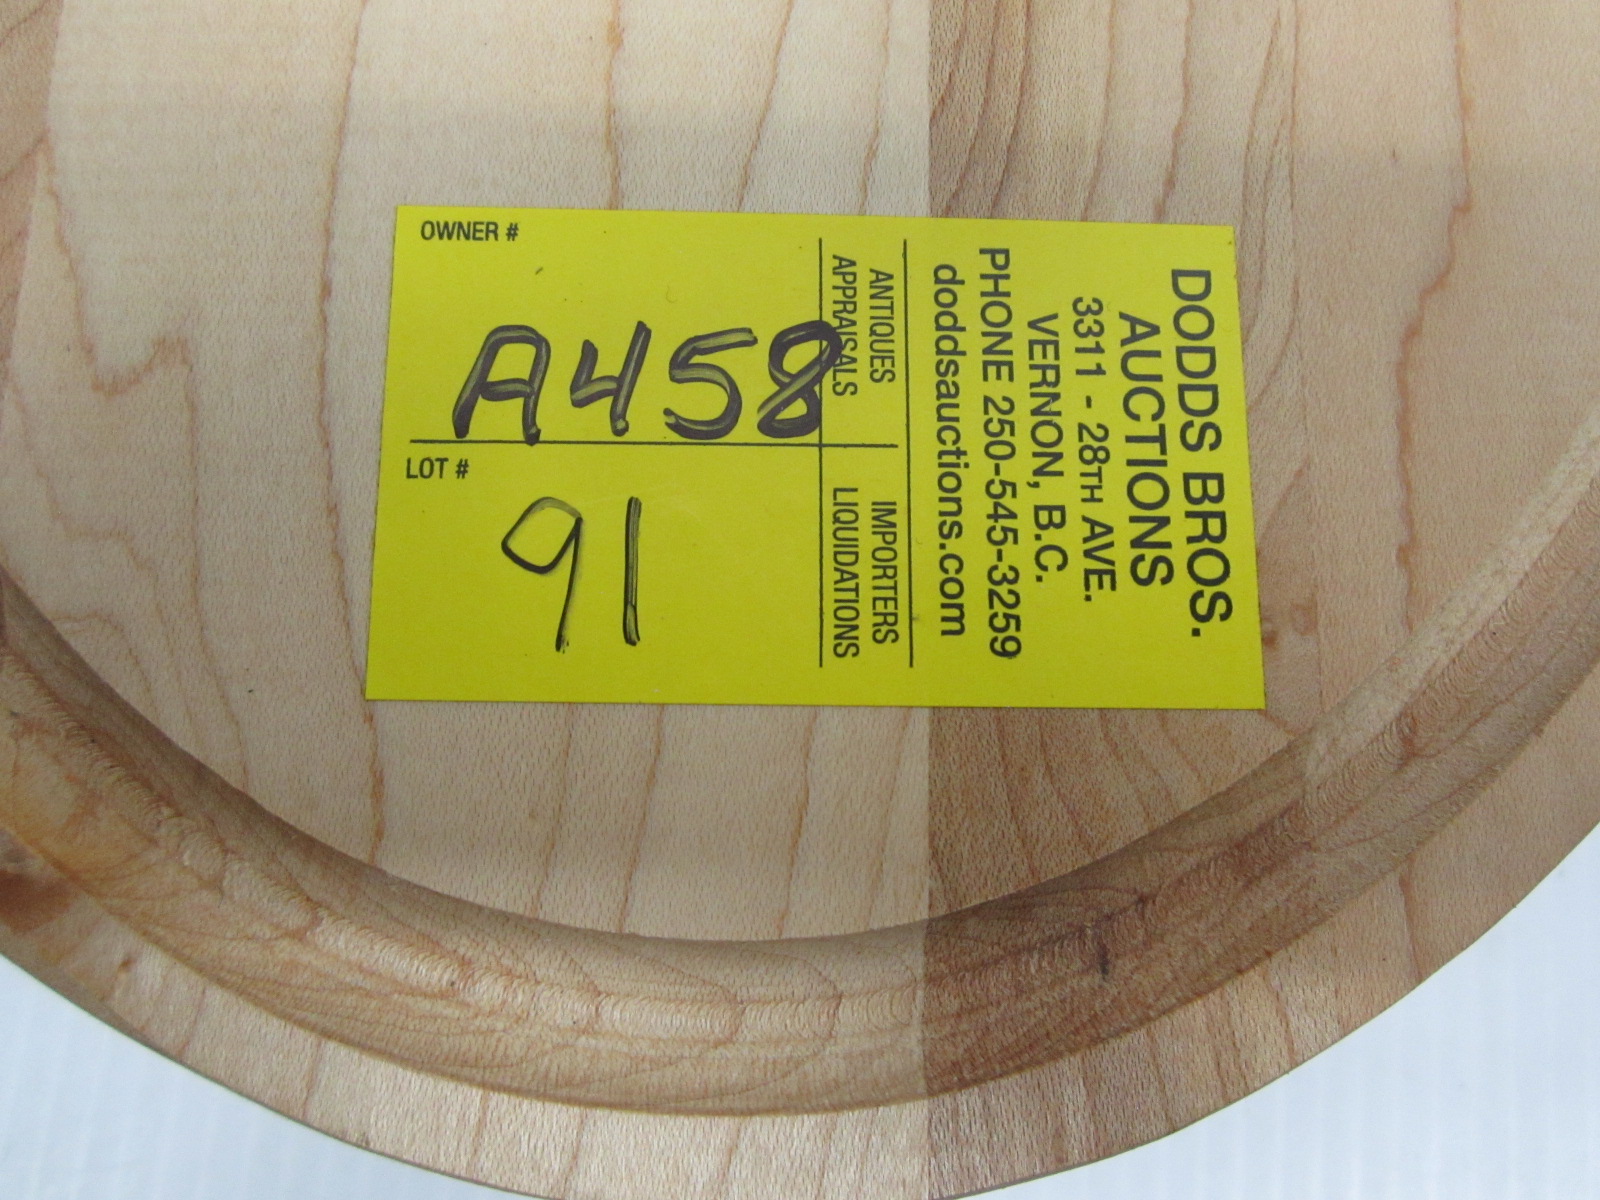 OWNER #
A458
LOT #
91
ANTIQUES
APPRAISALS
IMPORTERS
LIQUIDATIONS
DODDS BROS.
AUCTIONS
3311 - 28TH AVE.
VERNON, B.C.
PHONE 250-545-3259
doddsauctions.com